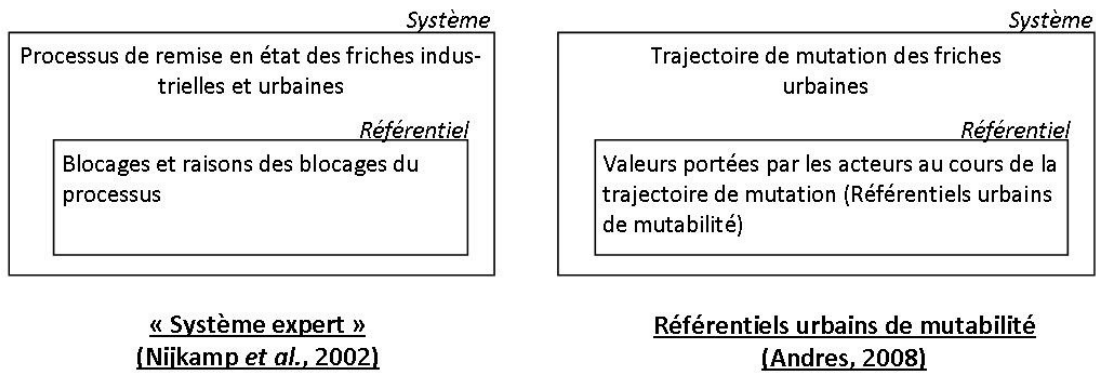 Système
Processus de remise en état des friches indus-
trielles et urbaines
Référentiel
Blocages et raisons des blocages du
processus
« Système expert »
(Nijkamp et al., 2002)
Système
Trajectoire de mutation des friches
urbaines
Référentiel
Valeurs portées par les acteurs au cours de la
trajectoire de mutation (Référentiels urbains
de mutabilité)
Référentiels urbains de mutabilité
(Andres, 2008)